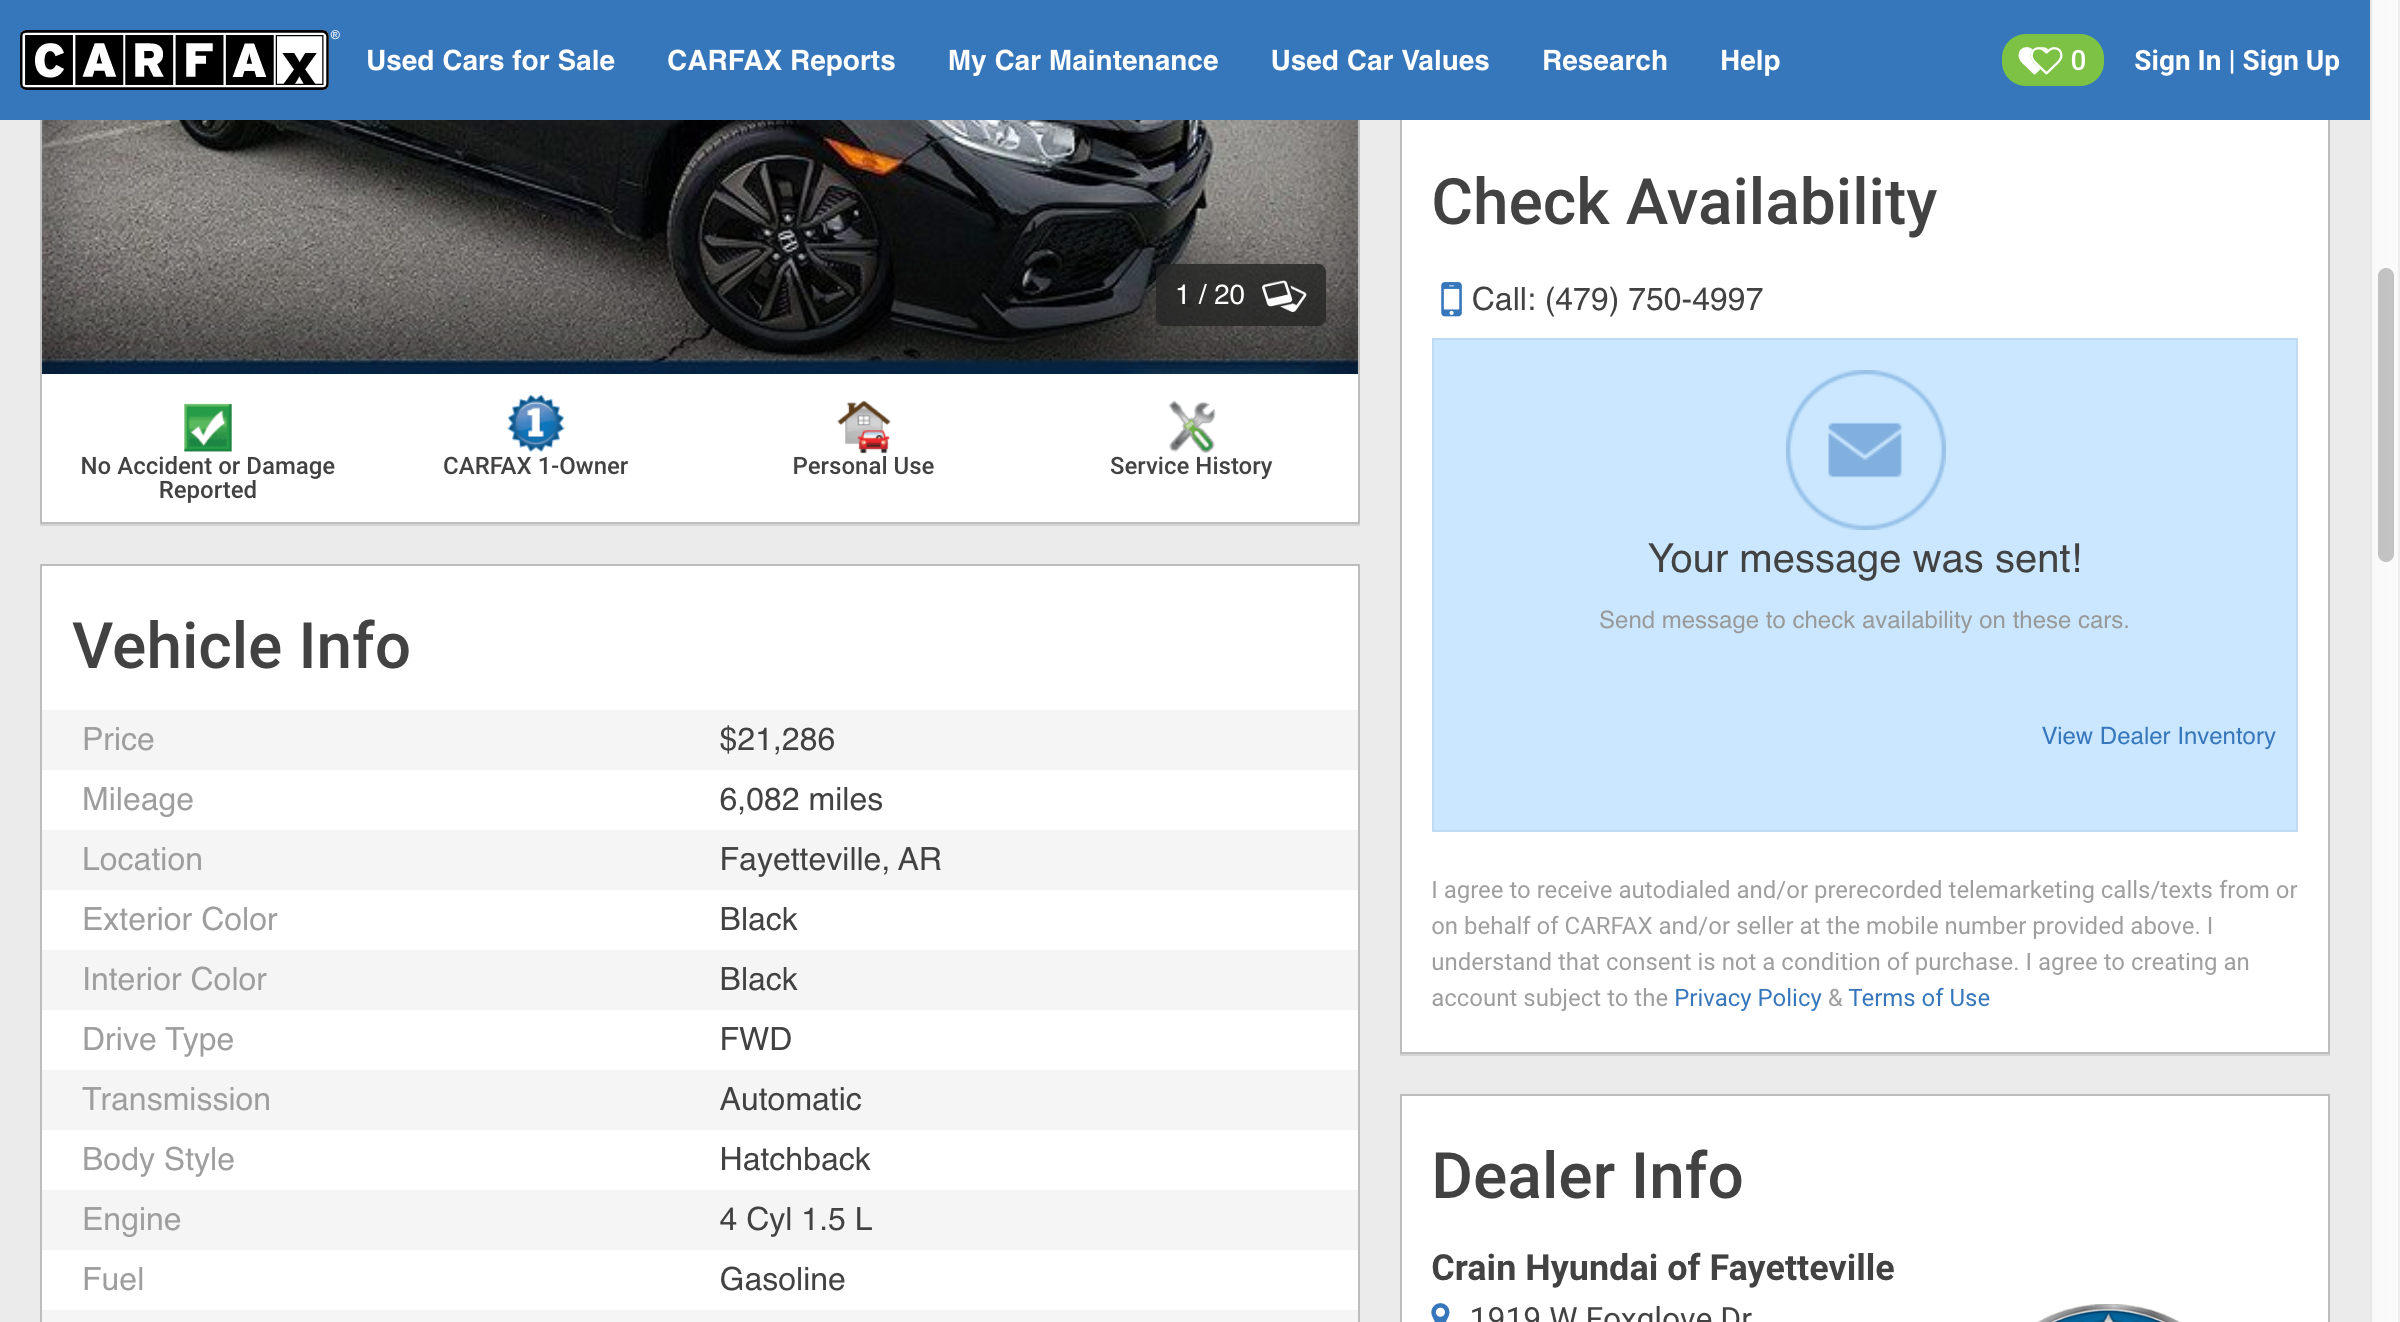 CARFAX®
Used Cars for Sale
CARFAX Reports
My Car Maintenance
Used Car Values
Research
Help
0
Sign In | Sign Up
1 / 20
No Accident or Damage
Reported
1
CARFAX 1-Owner
Personal Use
Service History
Vehicle Info
Price $21,286
Mileage 6,082 miles
Location Fayetteville, AR
Exterior Color Black
Interior Color Black
Drive Type FWD
Transmission Automatic
Body Style Hatchback
Engine 4 Cyl 1.5 L
Fuel Gasoline
Check Availability
Call: (479) 750-4997
Your message was sent!
Send message to check availability on these cars.
View Dealer Inventory
I agree to receive autodialed and/or prerecorded telemarketing calls/texts from or
on behalf of CARFAX and/or seller at the mobile number provided above. I
understand that consent is not a condition of purchase. I agree to creating an
account subject to the Privacy Policy & Terms of Use
Dealer Info
Crain Hyundai of Fayetteville
1919 W Foxglove Dr